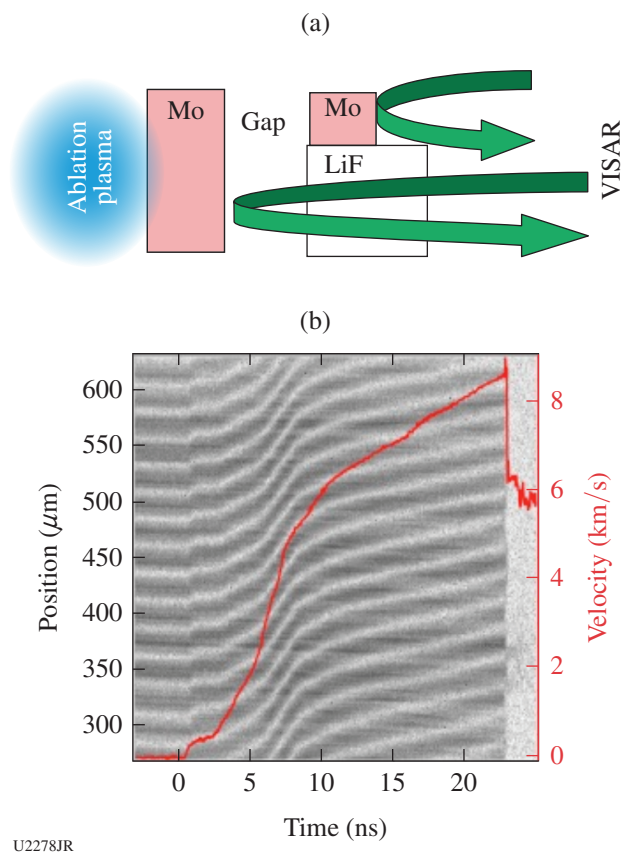 (a)
Mo
Gap
Mo
LiF
Ablation
plasma
VISAR
(b)
Position (μm)
600
550
500
450
400
350
300
Velocity (km/s)
8
6
4
2
0
0 5 10 15 20
Time (ns)
U2278JR